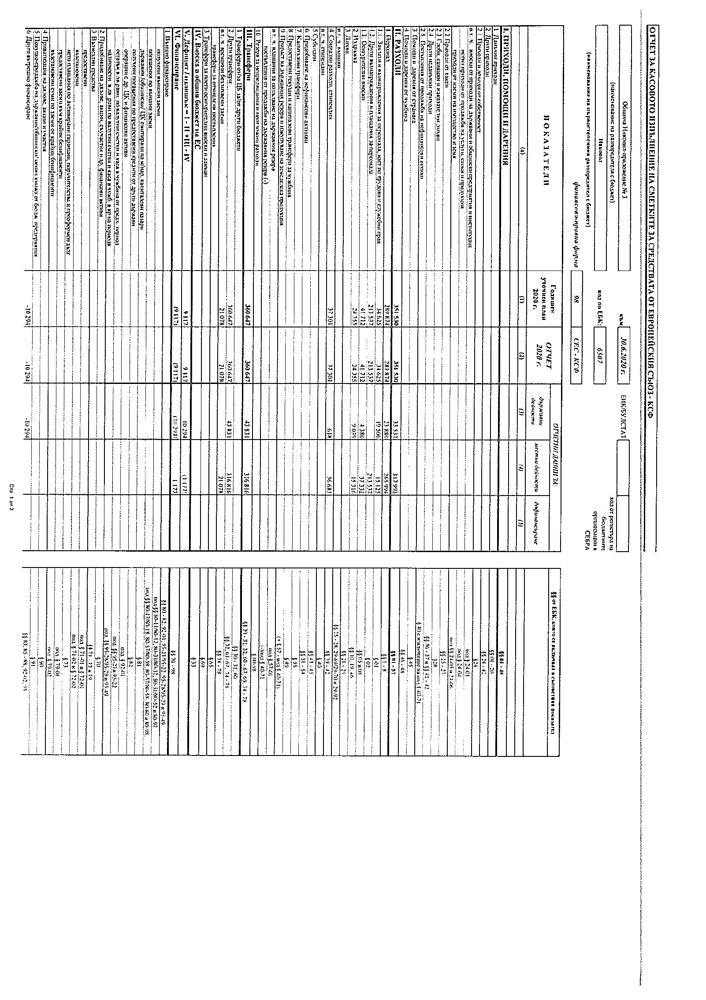 ОТЧЕТ ЗА КАСОВОТО ИЗПЪЛНЕНИЕ НА СМЕТКИТЕ ЗА СРЕДСТВАТА ОТ ЕВРОПЕЙСКИЯ СЪЮЗ - КСФ
Община Никопол-приложение № 3
към 30.6.2020 г. ЕИК/БУЛСТАТ
(наименование на разпоредителя с бюджет)
код от регистъра на бюджетните организации в СЕБРА
Никопол
код по ЕБК: 6507
(наименование на първостепенния разпоредител с бюджет)
финансово-правна форма 98 СЕС - КСФ
П О К А З А Т Е Л И
Годишен уточнен план 2020 г.
ОТЧЕТ 2020 г.
ОТЧЕТНИ ДАННИ ЗА:
държавни дейности
местни дейности
дофинансиране
§§ от ЕБК, които се включват в съответния показател
(а) (1) (2) (3) (4) (5)
I. ПРИХОДИ, ПОМОЩИ И ДАРЕНИЯ §§ 01 - 48
1 Данъчни приходи §§ 01 - 20
2. Други приходи §§ 24 - 42
2.1 Приходи и доходи от собственост §24
в т. ч. вноски от приходи на държавни и общински предприятия и институции
нетни приходи от продажба на услуги, стоки и продукция под § 24-04
приходи от наеми на имущество и земя под §§ 24-05 и 24-06
2.2 Приходи от такси §§ 25 - 27
2.3 Глоби, санкции и наказателни лихви §28
2.4 Други неданъчни приходи §§ 36 - 37 и §§ 41 - 42
2.5 Постъпления от продажба на нефинансови активи § 40 с изключение на под § 40-71
3 Помощи и дарения от страната § 45
4 Помощи и дарения от чужбина §§ 46 - 48
II. РАЗХОДИ 351 530 351 530 33 537 317 993 §§ 01 - 57
1 Персонал 289 874 289 874 23 880 265 994 §§ 1 - 8
1.1. Заплати и възнаграждения за персонала, нает по трудови и служебни прав. 34 625 34 625 19 500 15 125 § 01
1.2. Други възнаграждения и плащания за персонала 213 537 213 537 213 537 § 02
1.3. Осигурителни вноски 41 712 41 712 4 380 37 332 §§ 05 и 08
2 Издръжка 24 355 24 355 9 039 15 316 §§ 10, 19, 46
3 Лихви §§ 21 - 29
в т. ч. външни §§ 25 - 28, 29-69/29-70 и 29-92
4 Социални разходи, стипендии 37 301 37 301 618 36 683 §§ 39 - 42
в т. ч. стипендии § 40
5 Субсидии §§ 43 - 45
6 Придобиване на нефинансови активи §§ 51 - 54
7 Капиталови трансфери § 55
8 Предоставени текущи и капиталови трансфери за чужбина § 49
9 Прираст на държавния резерв и изкупуване на земеделска продукция (+ § 57 - под § 40-71)
в т. ч. плащания за попълване на държавния резерв под § 57-01
постъпления от продажби на държавния резерв (-) (-)под § 40-71
10 Резерв за непредвидени и неотложни разходи § 00-98
III. Трансфери 360 647 360 647 43 831 316 816 §§ 30 - 31; 32; 60 - 67; 69; 74 - 78
1 Трансфери от/за ЦБ за/от други бюджети §§ 30 - 31, 60
2 Други трансфери 360 647 360 647 43 831 316 816 §§ 32, 61 - 67, 74 - 78
в т. ч. временни безлихвени заеми 21 078 21 078 21 078 §§ 74 - 78
трансфери за отчислени постъпления § 65
3 Трансфери за поети осигурителни вноски и данъци § 69
IV. Вноска в общия бюджет на ЕС § 33
V. Дефицит / излишък = I - II + III - IV 9 117 9 117 10 294 (1 177)
VI. Финансиране (9 117) (9 117) (10 294) 1 177 §§ 70 - 98
1 Външно финансиране §§ 80 - 82; 92-01; 95-21/95-22; 95-28/95-29 и 95-49
получени външни заеми под §§ 80-11/80-12; 80-31/80-32; 80-51/80-52 и 80-97
погашения по външни заеми под §§ 80-17/80-18, 80-37/80-38, 80-57/80-58, 80-80 и 80-98
държавни /общински/ ЦК емитирани на м/нар. капиталови пазари § 81
получени погашения по предоставени кредити от други държави § 82
операции с др. ЦК и финансови активи под. § 92-01
остатък в лв.равн. по валутни сметки и каса в чужбина от предх. период под §§ 95-21и 95-22
наличности в лв.равн.по валутни сметки и каса в чужб. в кр.на периода под. §§ 95-28/95-29 и 95-49
2 Придобиване на дялове, акции, съучастия и др. финансови активи § 70
3 Възмездни средства §§ 71 - 73 и 79
предоставени под § 71-01 и § 72-01
възстановени под § 71-02 и § 72-02
нето плащания по активирани гаранции, поръчителства и преоформен дълг § 73
предоставени заеми към крайни бенефициенти под. § 79-01
възстановени суми по заеми от крайни бенефициенти под. § 79-02
4 Приватизация на дялове, акции и участия § 90
5 Покупко-продажба на държавни/общински/ ценни книжа от бюдж. предприятия § 91
6 Друго вътрешно финансиране -10 294 -10 294 -10 294 §§ 83, 85 - 88; 92-02; 93
Стр. 1 от 2